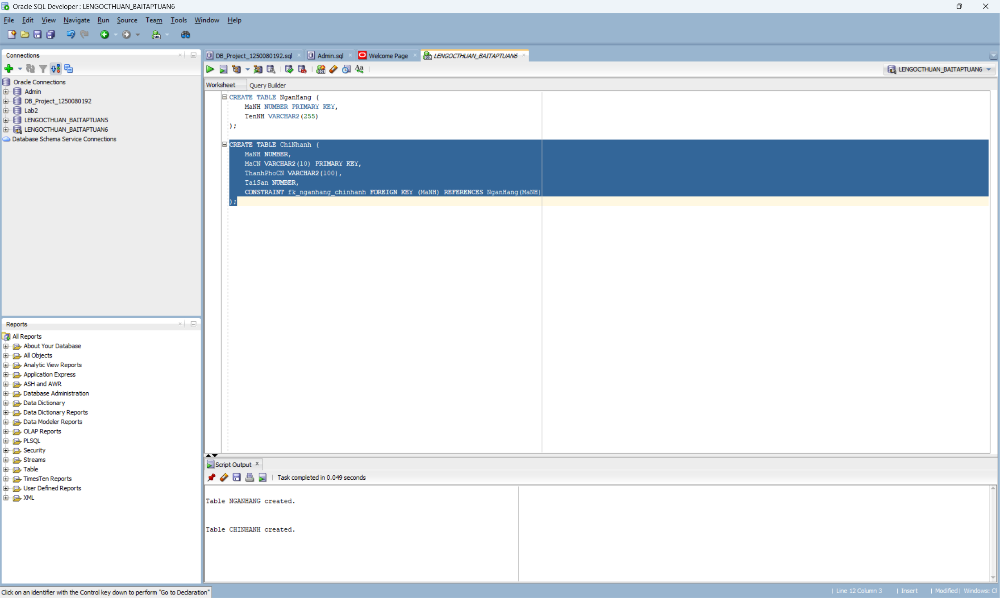 Oracle SQL Developer : LENGOCTHUAN_BAITAPTUAN6
File Edit View Navigate Run Source Team Tools Window Help
Connections
Oracle Connections
Admin
DB_Project_1250080192
Lab2
LENGOCTHUAN_BAITAPTUAN5
LENGOCTHUAN_BAITAPTUAN6
Database Schema Service Connections
Reports
All Reports
About Your Database
All Objects
Analytic View Reports
Application Express
ASH and AWR
Database Administration
Data Dictionary
Data Dictionary Reports
Data Modeler Reports
OLAP Reports
PLSQL
Security
Streams
Table
TimesTen Reports
User Defined Reports
XML
DB_Project_1250080192.sql Admin.sql Welcome Page LENGOCTHUAN_BAITAPTUAN6
LENGOCTHUAN_BAITAPTUAN6
Worksheet Query Builder
CREATE TABLE NganHang (
MaNH NUMBER PRIMARY KEY,
TenNH VARCHAR2(255)
);
CREATE TABLE ChiNhanh (
MaNH NUMBER,
MaCN VARCHAR2(10) PRIMARY KEY,
ThanhPhoCN VARCHAR2(100),
TaiSan NUMBER,
CONSTRAINT fk_nganhang_chinhanh FOREIGN KEY (MaNH) REFERENCES NganHang(MaNH)
);
Script Output
Task completed in 0.049 seconds
Table NGANHANG created.
Table CHINHANH created.
Click on an identifier with the Control key down to perform "Go to Declaration"
| Line 12 Column 3 | Insert | Modified | Windows: